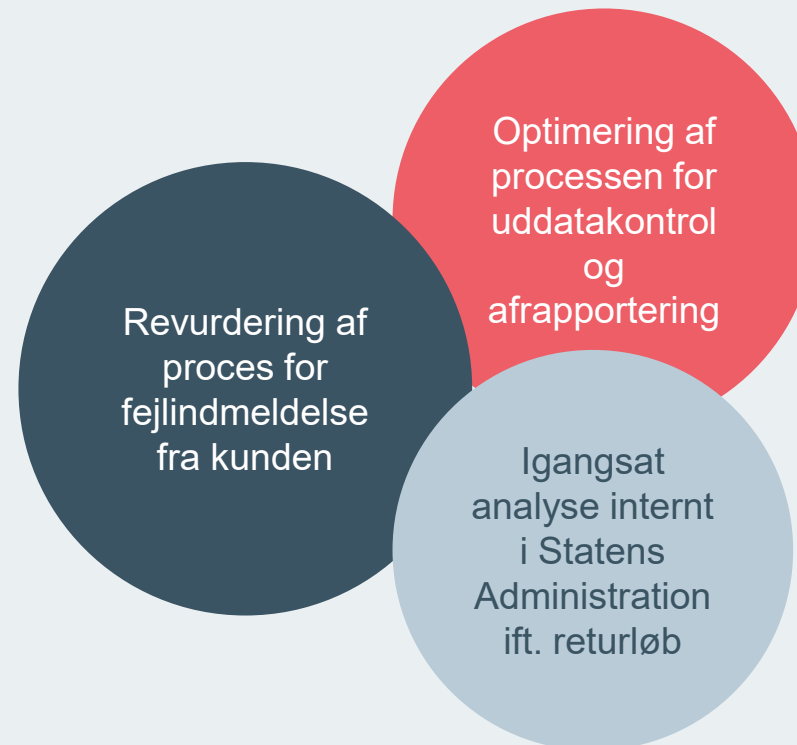 Optimering af
processen for
uddatakontrol
og
afrapportering
Revurdering af
proces for
fejlindmeldelse
fra kunden
Igangsat
analyse internt
i Statens
Administration
ift. returløb